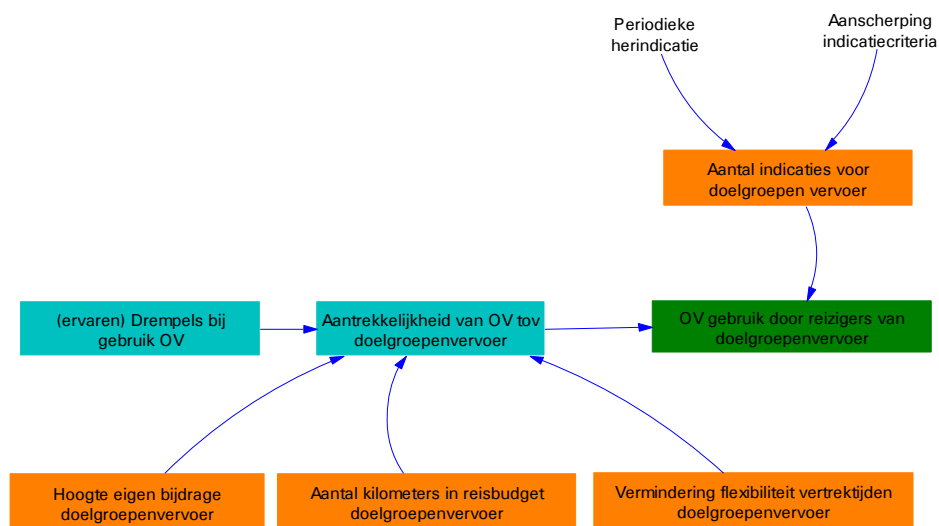 Periodieke
herindicatie
Aanscherping
indicatiecriteria
Aantal indicaties voor
doelgroepen vervoer
(ervaren) Drempels bij
gebruik OV
Aantrekkelijkheid van OV tov
doelgroepenvervoer
OV gebruik door reizigers van
doelgroepenvervoer
Hoogte eigen bijdrage
doelgroepenvervoer
Aantal kilometers in reisbudget
doelgroepenvervoer
Vermindering flexibiliteit vertrektijden
doelgroepenvervoer